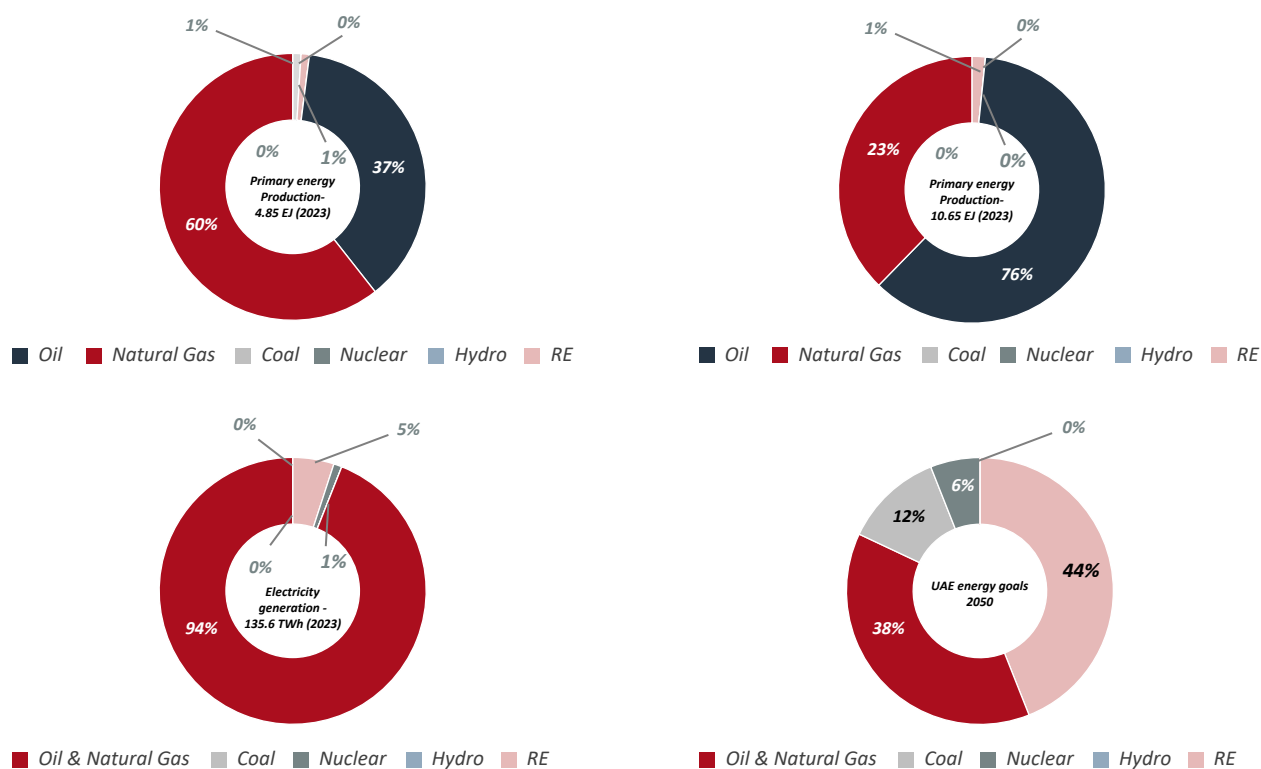 1%
0%
37%
0%
1%
Primary energy
Production-
4.85 EJ (2023)
60%
Oil Natural Gas Coal Nuclear Hydro RE
1%
0%
23%
0%
0%
Primary energy
Production-
10.65 EJ (2023)
76%
Oil Natural Gas Coal Nuclear Hydro RE
0%
5%
0%
1%
Electricity
generation -
135.6 TWh (2023)
94%
Oil & Natural Gas Coal Nuclear Hydro RE
0%
6%
12%
44%
UAE energy goals
2050
38%
Oil & Natural Gas Coal Nuclear Hydro RE